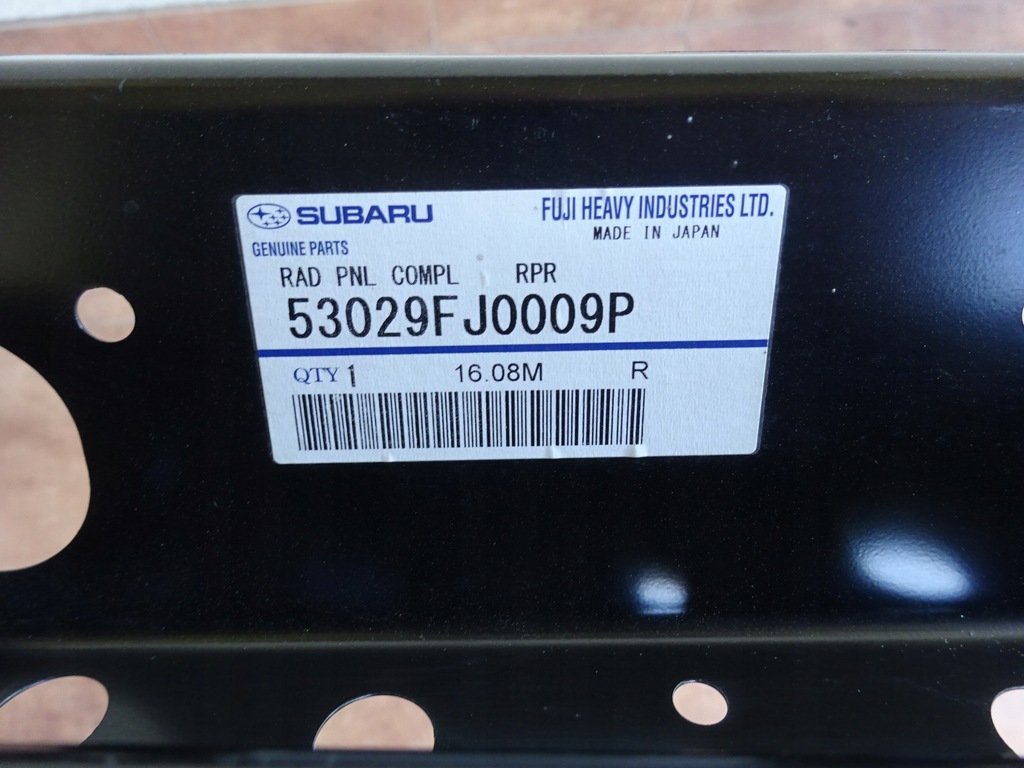 SUBARU
FUJI HEAVY INDUSTRIES LTD.
MADE IN JAPAN
GENUINE PARTS
RAD PNL COMPL RPR
53029FJ0009P
QTY 1 16.08M R